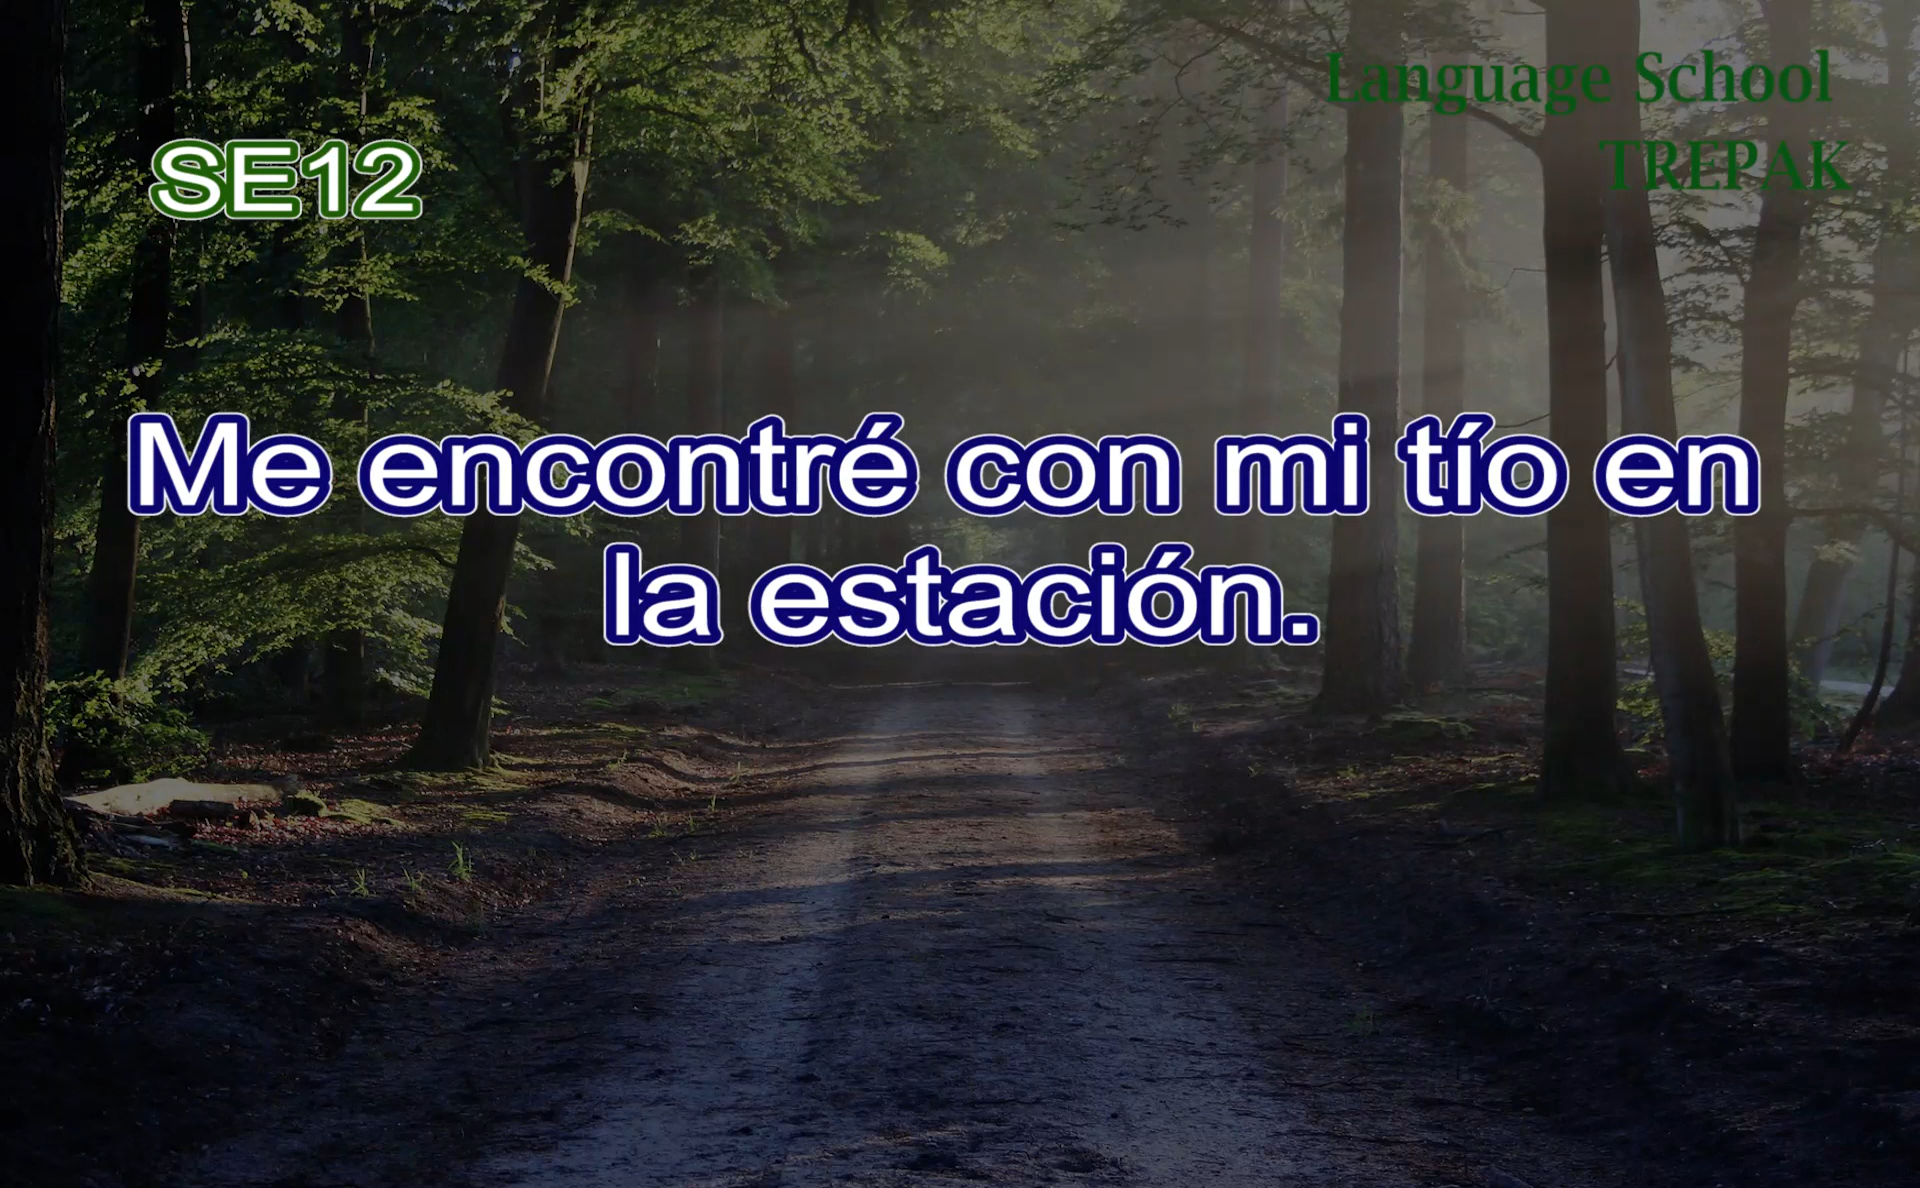 Language School
TREPAK
SE12
Me encontré con mi tío en
la estación.